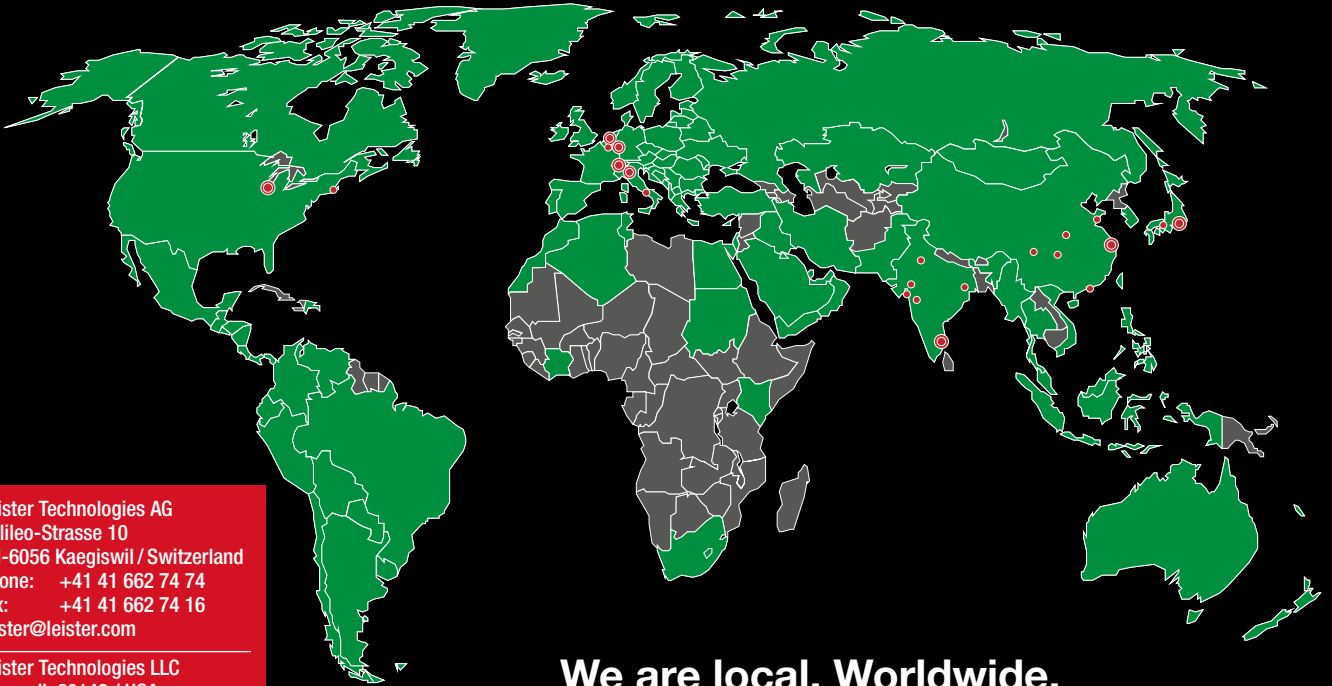 ister Technologies AG
lileo-Strasse 10
-6056 Kaegiswil / Switzerland
one: +41 41 662 74 74
x: +41 41 662 74 16
ster@leister.com
ister Technologies LLC
We are local. Worldwide.